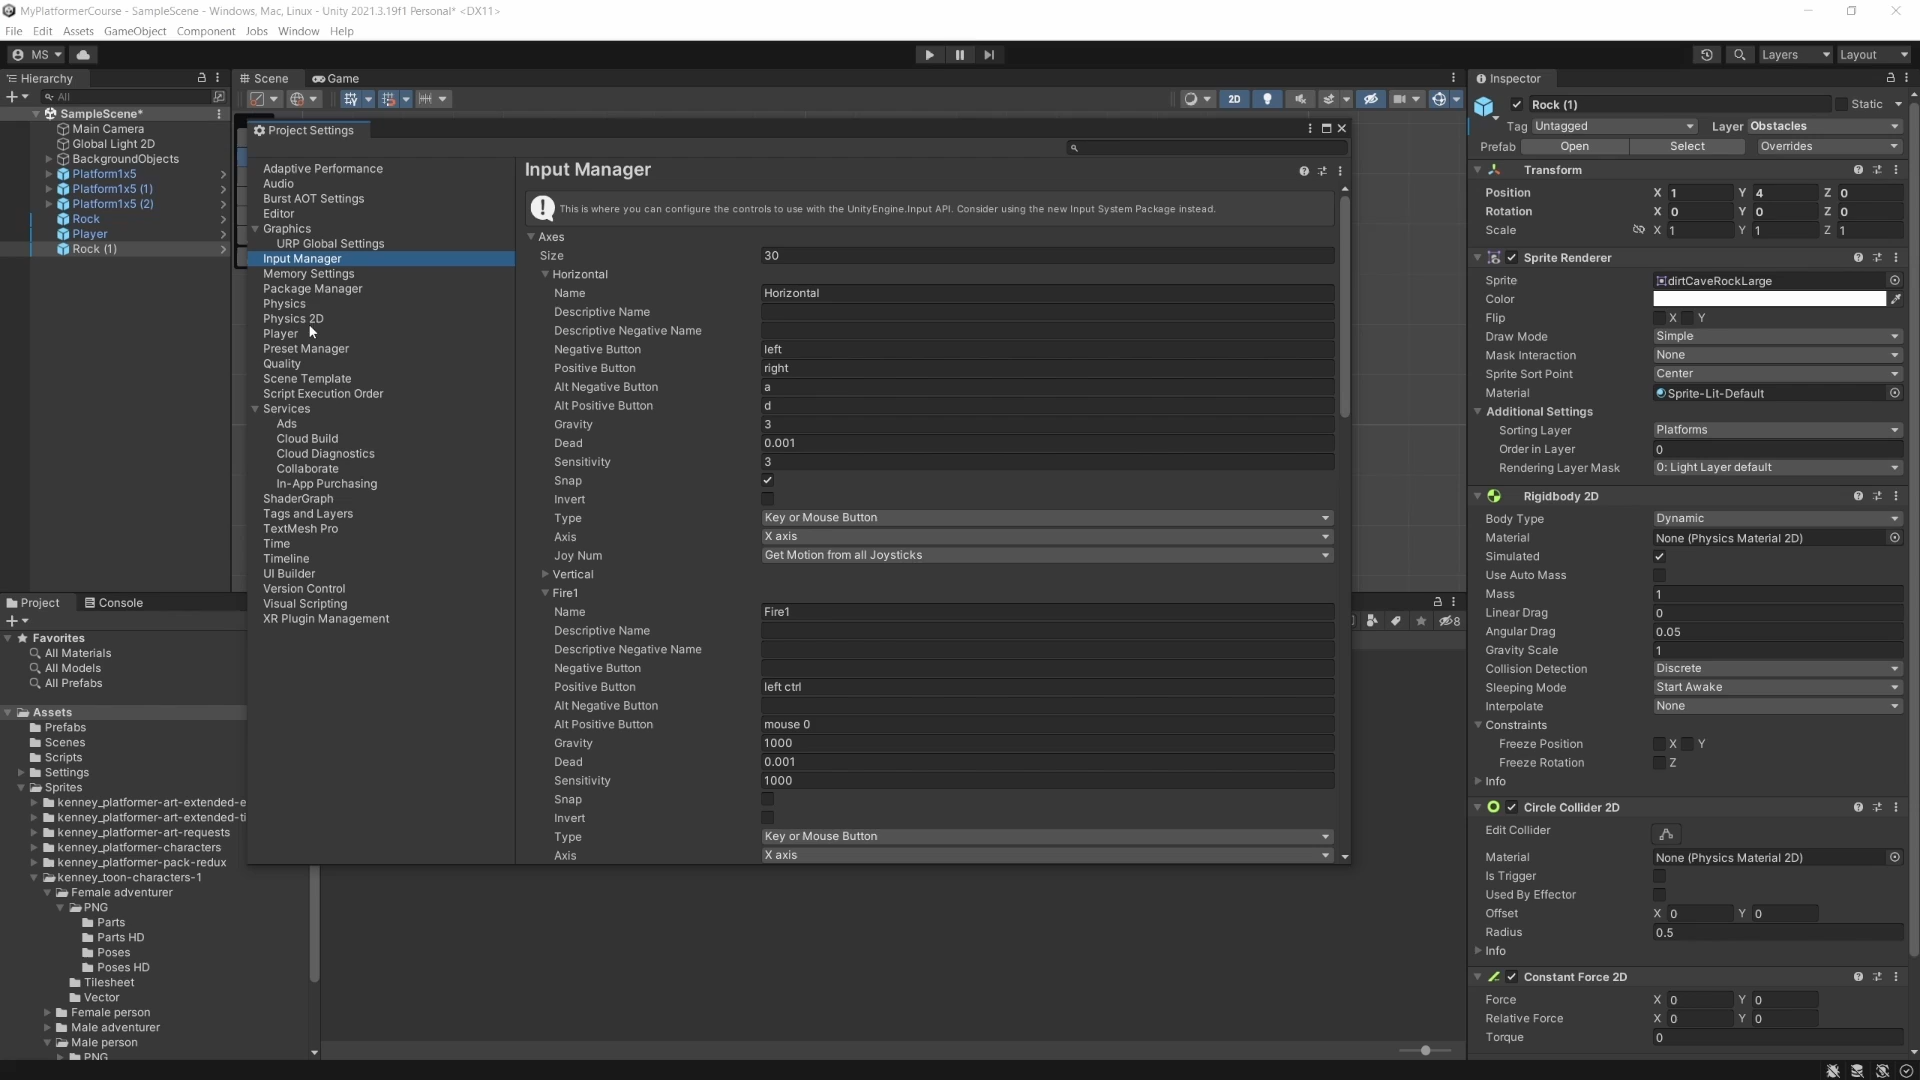 MyPlatformerCourse - SampleScene - Windows, Mac, Linux - Unity 2021.3.19f1 Personal* <DX11>
File Edit Assets GameObject Component Jobs Window Help
MS
Layers Layout
Hierarchy
All
SampleScene*
Main Camera
Global Light 2D
BackgroundObjects
Platform1x5
Platform1x5 (1)
Platform1x5 (2)
Rock
Player
Rock (1)
Scene Game
2D
Project Settings
Adaptive Performance
Audio
Burst AOT Settings
Editor
Graphics
URP Global Settings
Input Manager
Memory Settings
Package Manager
Physics
Physics 2D
Player
Preset Manager
Quality
Scene Template
Script Execution Order
Services
Ads
Cloud Build
Cloud Diagnostics
Collaborate
In-App Purchasing
ShaderGraph
Tags and Layers
TextMesh Pro
Time
Timeline
UI Builder
Version Control
Visual Scripting
XR Plugin Management
Input Manager
This is where you can configure the controls to use with the UnityEngine.Input API. Consider using the new Input System Package instead.
Axes
Size 30
Horizontal
Name Horizontal
Descriptive Name
Descriptive Negative Name
Negative Button left
Positive Button right
Alt Negative Button a
Alt Positive Button d
Gravity 3
Dead 0.001
Sensitivity 3
Snap
Invert
Type Key or Mouse Button
Axis X axis
Joy Num Get Motion from all Joysticks
Vertical
Fire1
Name Fire1
Descriptive Name
Descriptive Negative Name
Negative Button
Positive Button left ctrl
Alt Negative Button
Alt Positive Button mouse 0
Gravity 1000
Dead 0.001
Sensitivity 1000
Snap
Invert
Type Key or Mouse Button
Axis X axis
Project Console
8
Favorites
All Materials
All Models
All Prefabs
Assets
Prefabs
Scenes
Scripts
Settings
Sprites
kenney_platformer-art-extended-e
kenney_platformer-art-extended-ti
kenney_platformer-art-requests
kenney_platformer-characters
kenney_platformer-pack-redux
kenney_toon-characters-1
Female adventurer
PNG
Parts
Parts HD
Poses
Poses HD
Tilesheet
Vector
Female person
Male adventurer
Male person
PNG
Inspector
Rock (1) Static
Tag Untagged Layer Obstacles
Prefab Open Select Overrides
Transform
Position X 1 Y 4 Z 0
Rotation X 0 Y 0 Z 0
Scale X 1 Y 1 Z 1
Sprite Renderer
Sprite dirtCaveRockLarge
Color
Flip X Y
Draw Mode Simple
Mask Interaction None
Sprite Sort Point Center
Material Sprite-Lit-Default
Additional Settings
Sorting Layer Platforms
Order in Layer 0
Rendering Layer Mask 0: Light Layer default
Rigidbody 2D
Body Type Dynamic
Material None (Physics Material 2D)
Simulated
Use Auto Mass
Mass 1
Linear Drag 0
Angular Drag 0.05
Gravity Scale 1
Collision Detection Discrete
Sleeping Mode Start Awake
Interpolate None
Constraints
Freeze Position X Y
Freeze Rotation Z
Info
Circle Collider 2D
Edit Collider
Material None (Physics Material 2D)
Is Trigger
Used By Effector
Offset X 0 Y 0
Radius 0.5
Info
Constant Force 2D
Force X 0 Y 0
Relative Force X 0 Y 0
Torque 0